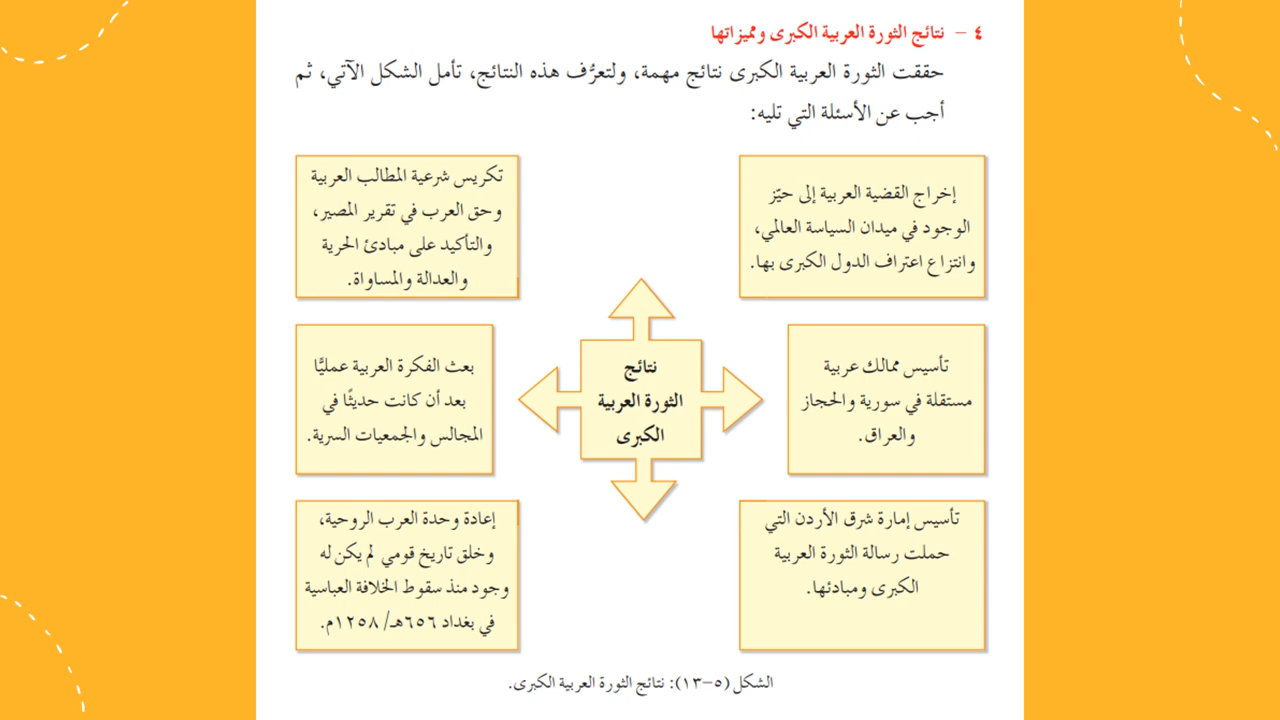 ٤ – نتائج الثورة العربية الكبرى ومميزاتها
حققت الثورة العربية الكبرى نتائج مهمة، ولتعرُّف هذه النتائج، تأمل الشكل الآتي، ثم
أجب عن الأسئلة التي تليه:
إخراج القضية العربية إلى حيّز
الوجود في ميدان السياسة العالمي،
وانتزاع اعتراف الدول الكبرى بها.
تكريس شرعية المطالب العربية
وحق العرب في تقرير المصير،
والتأكيد على مبادئ الحرية
والعدالة والمساواة.
تأسيس ممالك عربية
مستقلة في سورية والحجاز
والعراق.
نتائج
الثورة العربية
الكبرى
بعث الفكرة العربية عمليًّا
بعد أن كانت حديثًا في
المجالس والجمعيات السرية.
تأسيس إمارة شرق الأردن التي
حملت رسالة الثورة العربية
الكبرى ومبادئها.
إعادة وحدة العرب الروحية،
وخلق تاريخ قومي لم يكن له
وجود منذ سقوط الخلافة العباسية
في بغداد ٦٥٦هـ/ ١٢٥٨م.
الشكل (٥–١٣): نتائج الثورة العربية الكبرى.